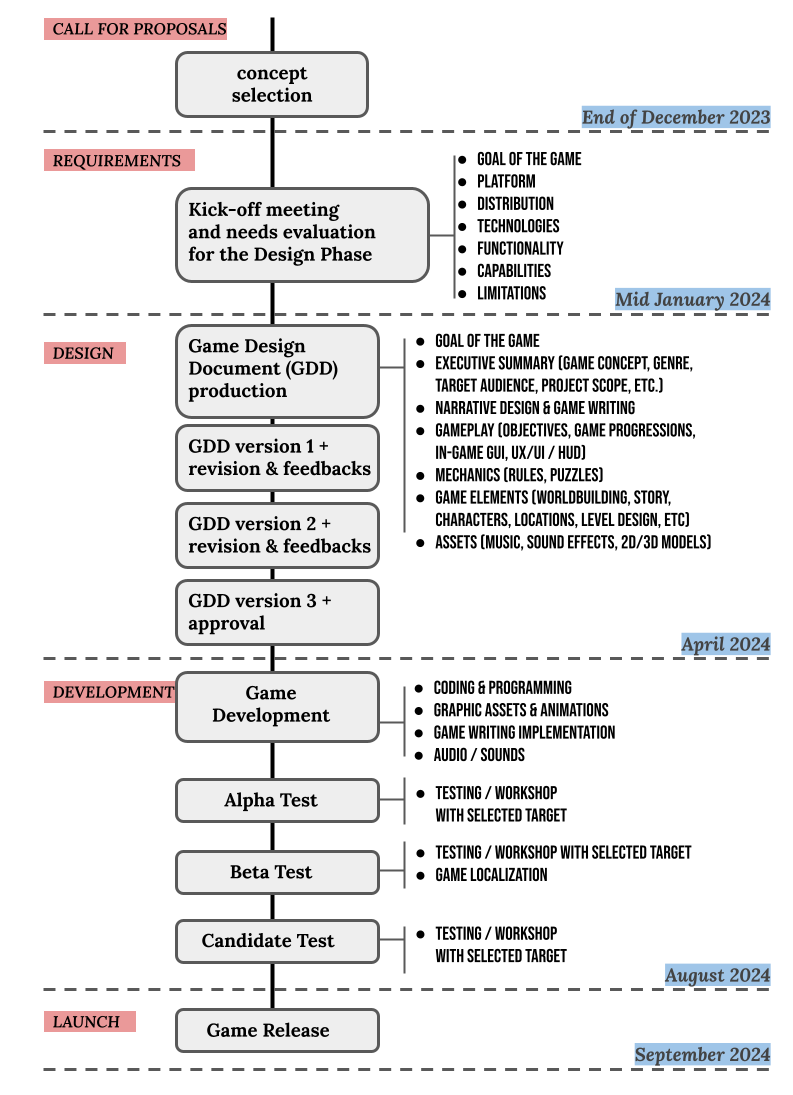 CALL FOR PROPOSALS
concept
selection
End of December 2023
REQUIREMENTS
Kick-off meeting
and needs evaluation
for the Design Phase
● GOAL OF THE GAME
● PLATFORM
● DISTRIBUTION
● TECHNOLOGIES
● FUNCTIONALITY
● CAPABILITIES
● LIMITATIONS
Mid January 2024
DESIGN
Game Design
Document (GDD)
production
GDD version 1 +
revision & feedbacks
GDD version 2 +
revision & feedbacks
GDD version 3 +
approval
● GOAL OF THE GAME
● EXECUTIVE SUMMARY (GAME CONCEPT, GENRE,
TARGET AUDIENCE, PROJECT SCOPE, ETC.)
● NARRATIVE DESIGN & GAME WRITING
● GAMEPLAY (OBJECTIVES, GAME PROGRESSIONS,
IN-GAME GUI, UX/UI / HUD)
● MECHANICS (RULES, PUZZLES)
● GAME ELEMENTS (WORLDBUILDING, STORY,
CHARACTERS, LOCATIONS, LEVEL DESIGN, ETC)
● ASSETS (MUSIC, SOUND EFFECTS, 2D/3D MODELS)
April 2024
DEVELOPMENT
Game
Development
● CODING & PROGRAMMING
● GRAPHIC ASSETS & ANIMATIONS
● GAME WRITING IMPLEMENTATION
● AUDIO / SOUNDS
Alpha Test
● TESTING / WORKSHOP
WITH SELECTED TARGET
Beta Test
● TESTING / WORKSHOP WITH SELECTED TARGET
● GAME LOCALIZATION
Candidate Test
● TESTING / WORKSHOP
WITH SELECTED TARGET
August 2024
LAUNCH
Game Release
September 2024